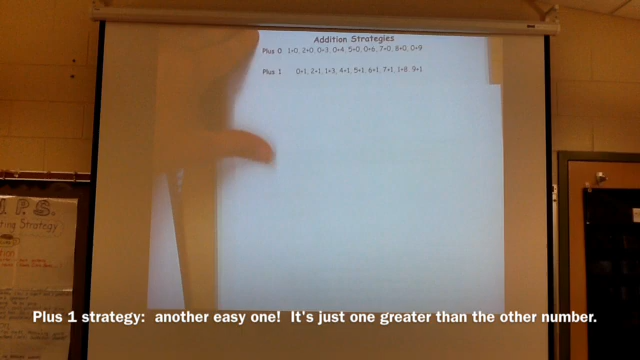 Addition Strategies
Plus 0: 1+0, 2+0, 0+3, 0+4, 5+0, 0+6, 7+0, 8+0, 0+9
Plus 1 0+1, 2+1, 1+3, 4+1, 5+1, 6+1, 7+1, 1+8, 9+1
P.S.
Strategy
Plus 1 strategy: another easy one! It's just one greater than the other number.